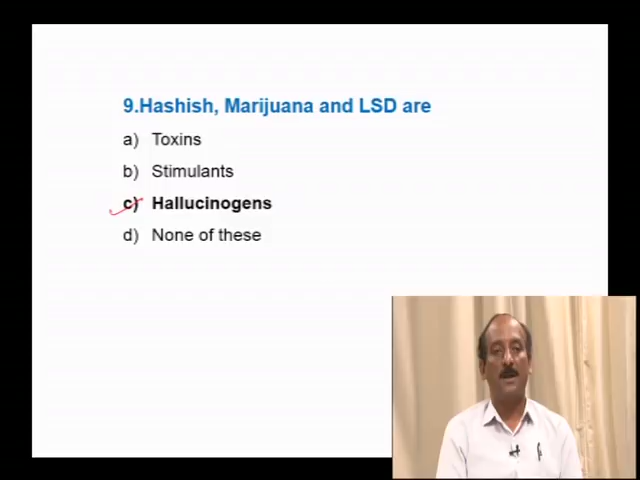 9.Hashish, Marijuana and LSD are
a) Toxins
b) Stimulants
c) Hallucinogens
d) None of these